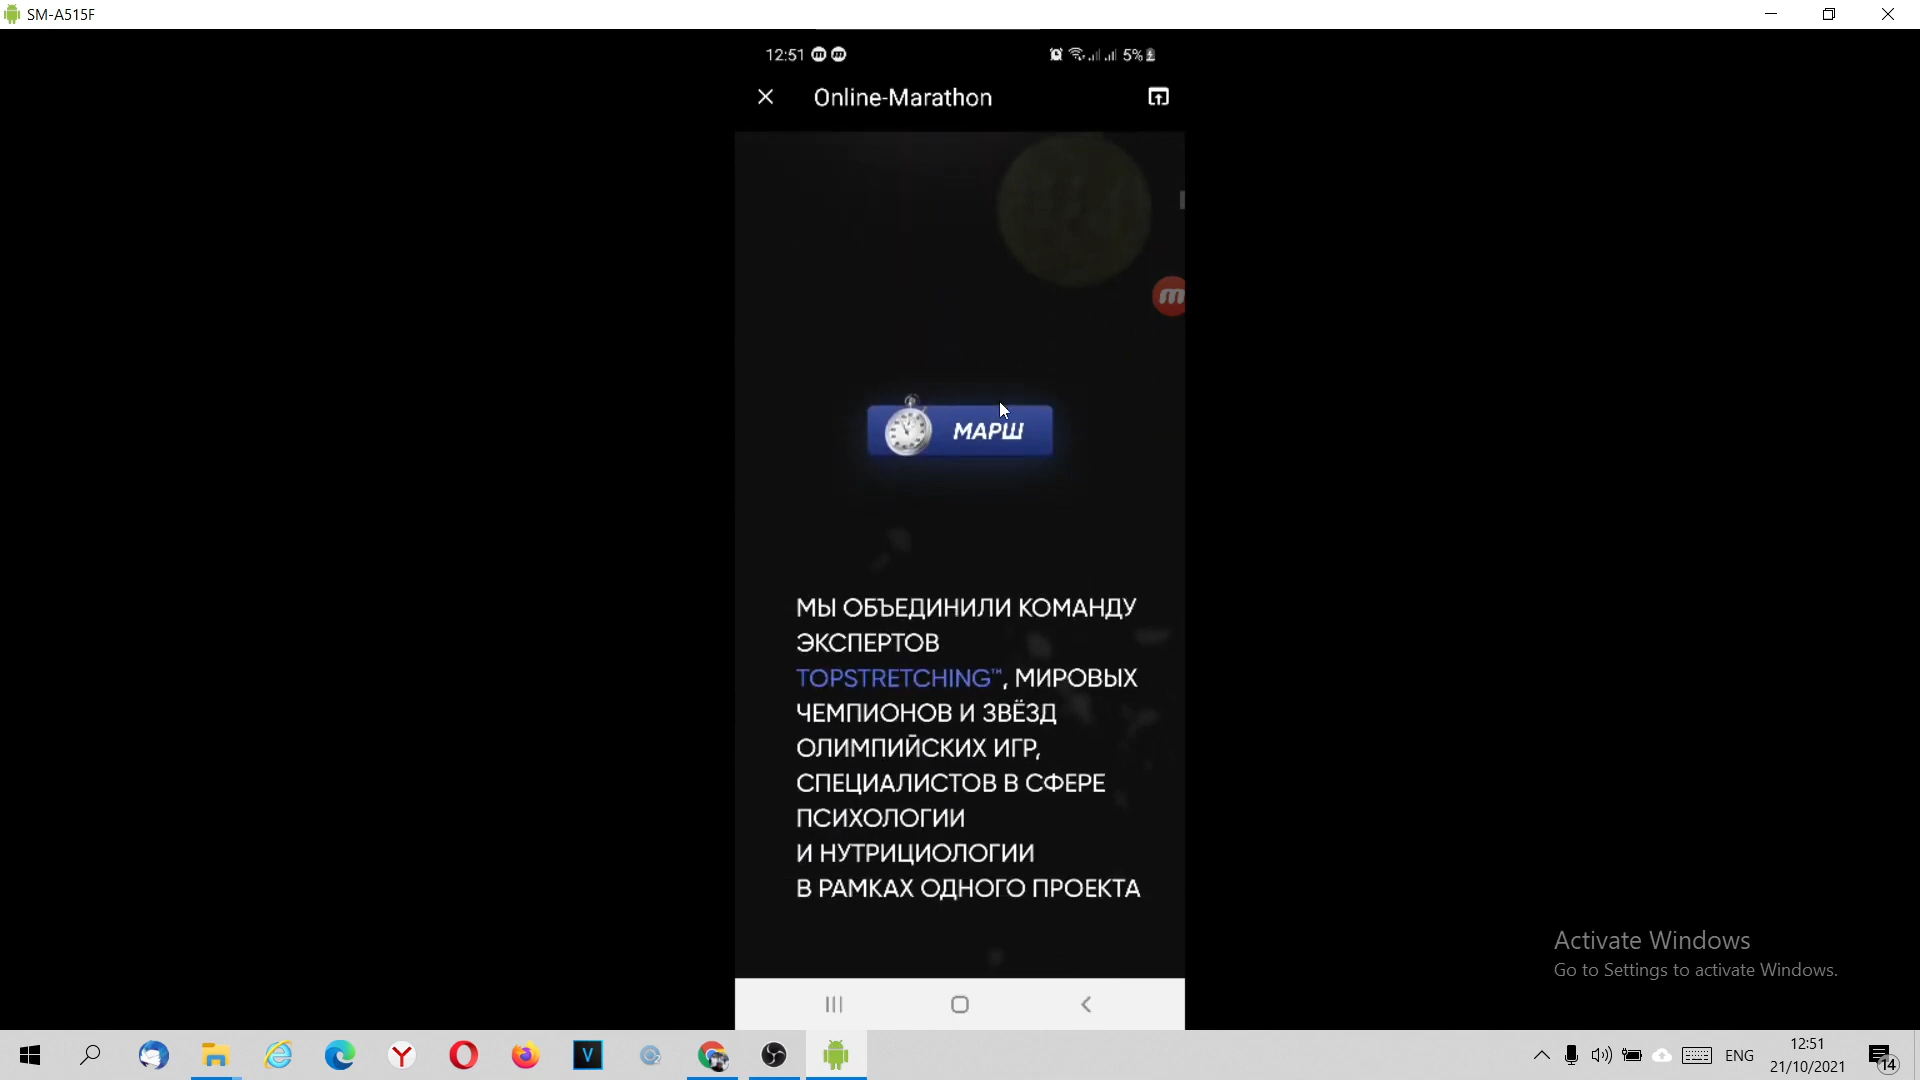 SM-A515F
12:51
5%
Online-Marathon
m
МАРШ
МЫ ОБЪЕДИНИЛИ КОМАНДУ
ЭКСПЕРТОВ
TOPSTRETCHING™, МИРОВЫХ
ЧЕМПИОНОВ И ЗВЁЗД
ОЛИМПИЙСКИХ ИГР,
СПЕЦИАЛИСТОВ В СФЕРЕ
ПСИХОЛОГИИ
И НУТРИЦИОЛОГИИ
В РАМКАХ ОДНОГО ПРОЕКТА
Activate Windows
Go to Settings to activate Windows.
V
ENG
12:51
21/10/2021
14